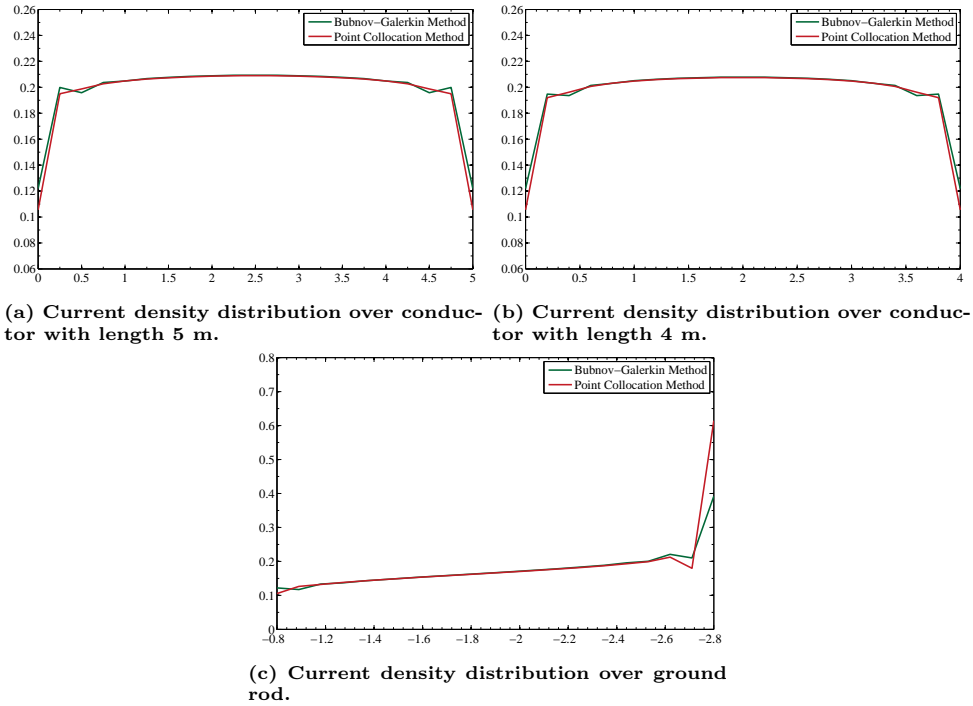 0.26
0.24
0.22
0.2
0.18
0.16
0.14
0.12
0.1
0.08
0.06
0 0.5 1 1.5 2 2.5 3 3.5 4 4.5 5
Bubnov−Galerkin Method
Point Collocation Method
(a) Current density distribution over conduc-
tor with length 5 m.
0.26
0.24
0.22
0.2
0.18
0.16
0.14
0.12
0.1
0.08
0.06
0 0.5 1 1.5 2 2.5 3 3.5 4
Bubnov−Galerkin Method
Point Collocation Method
(b) Current density distribution over conduc-
tor with length 4 m.
0.8
0.7
0.6
0.5
0.4
0.3
0.2
0.1
0
−0.8 −1.2 −1.4 −1.6 −1.8 −2 −2.2 −2.4 −2.6 −2.8
Bubnov−Galerkin Method
Point Collocation Method
(c) Current density distribution over ground
rod.